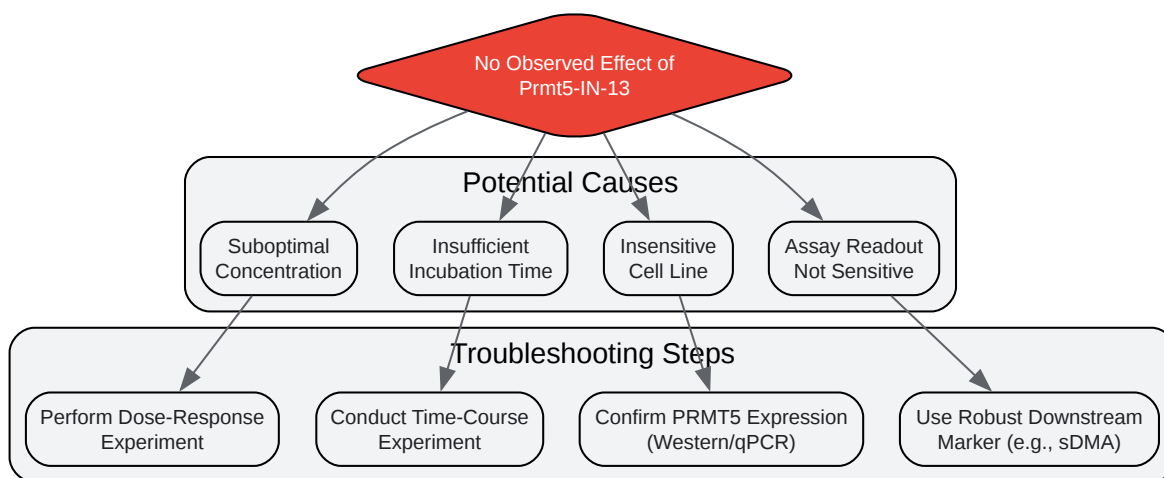 No Observed Effect of
Prmt5-IN-13
Potential Causes
Suboptimal
Concentration
Insufficient
Incubation Time
Insensitive
Cell Line
Assay Readout
Not Sensitive
Troubleshooting Steps
Perform Dose-Response
Experiment
Conduct Time-Course
Experiment
Confirm PRMT5 Expression
(Western/qPCR)
Use Robust Downstream
Marker (e.g., sDMA)